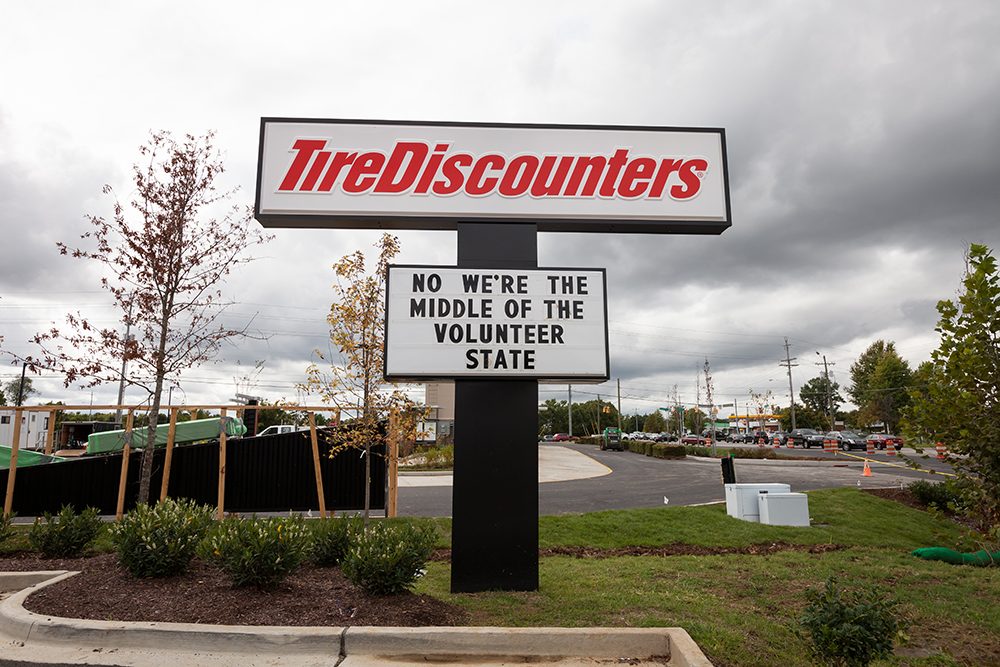 TireDiscounters®
NO WE'RE THE
MIDDLE OF THE
VOLUNTEER
STATE